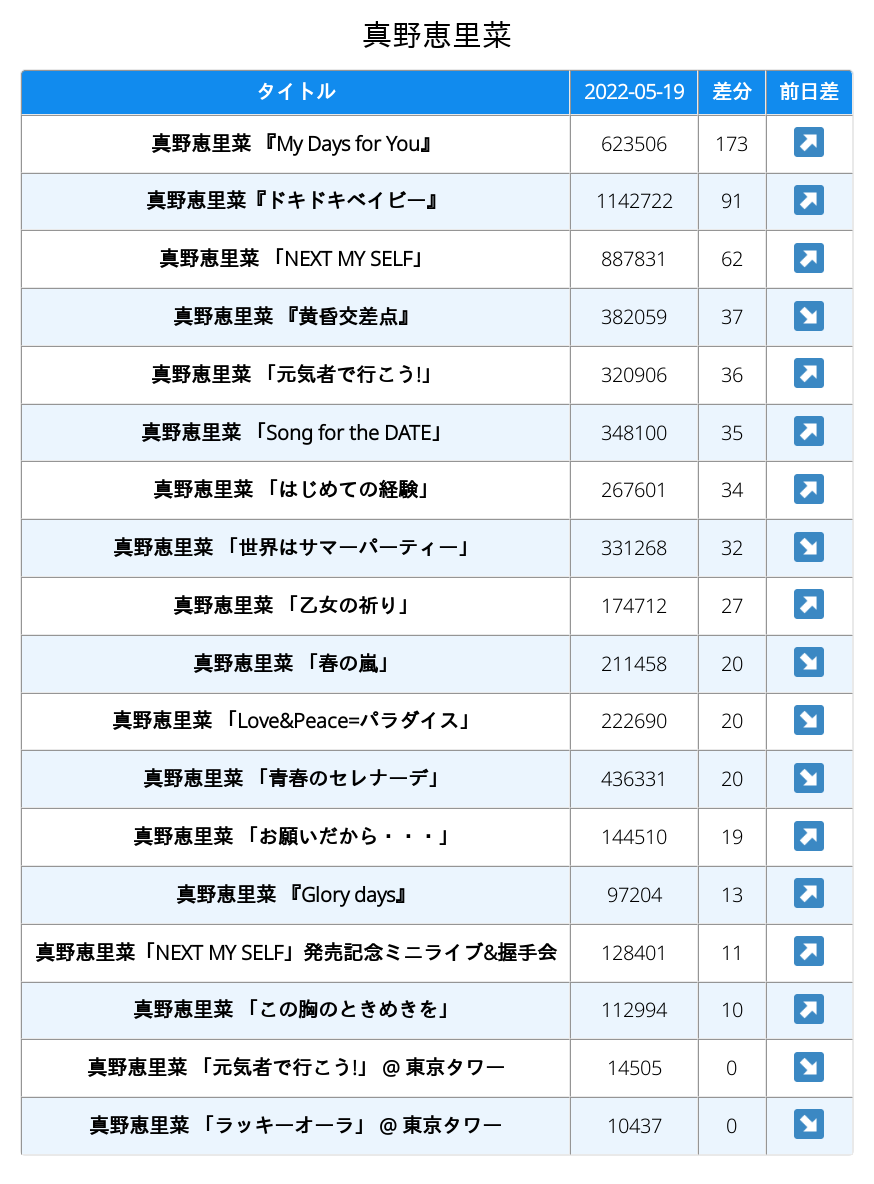 真野恵里菜
タイトル 2022-05-19 差分 前日差
真野恵里菜 『My Days for You』 623506 173 ↗
真野恵里菜『ドキドキベイビー』 1142722 91 ↗
真野恵里菜 「NEXT MY SELF」 887831 62 ↗
真野恵里菜 『黄昏交差点』 382059 37 ↘
真野恵里菜 「元気者で行こう!」 320906 36 ↗
真野恵里菜 「Song for the DATE」 348100 35 ↗
真野恵里菜 「はじめての経験」 267601 34 ↗
真野恵里菜 「世界はサマーパーティー」 331268 32 ↘
真野恵里菜 「乙女の祈り」 174712 27 ↗
真野恵里菜 「春の嵐」 211458 20 ↘
真野恵里菜 「Love&Peace=パラダイス」 222690 20 ↘
真野恵里菜 「青春のセレナーデ」 436331 20 ↘
真野恵里菜 「お願いだから・・・」 144510 19 ↗
真野恵里菜 『Glory days』 97204 13 ↗
真野恵里菜「NEXT MY SELF」発売記念ミニライブ&握手会 128401 11 ↗
真野恵里菜 「この胸のときめきを」 112994 10 ↗
真野恵里菜 「元気者で行こう!」 @ 東京タワー 14505 0 ↘
真野恵里菜 「ラッキーオーラ」 @ 東京タワー 10437 0 ↘